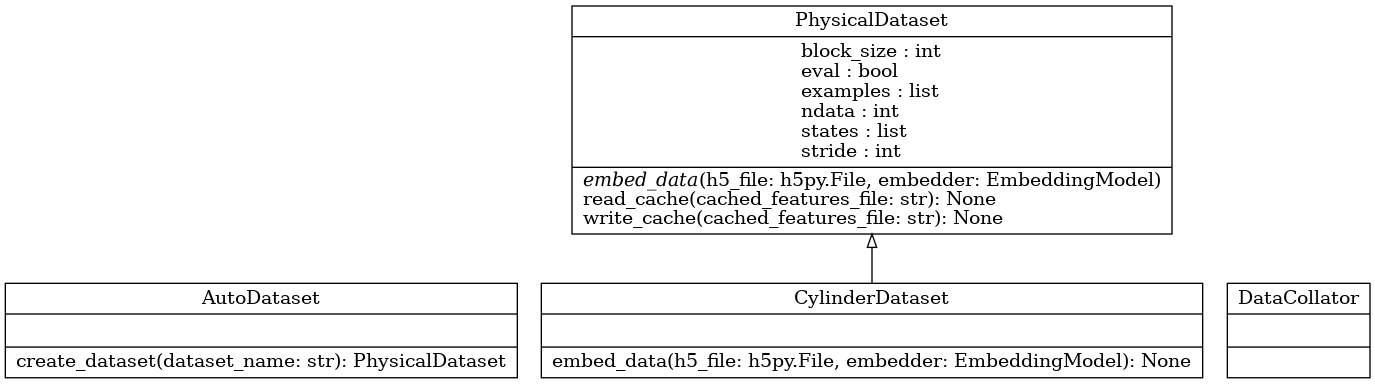 PhysicalDataset
block_size : int
eval : bool
examples : list
ndata : int
states : list
stride : int
embed_data(h5_file: h5py.File, embedder: EmbeddingModel)
read_cache(cached_features_file: str): None
write_cache(cached_features_file: str): None
AutoDataset
create_dataset(dataset_name: str): PhysicalDataset
CylinderDataset
embed_data(h5_file: h5py.File, embedder: EmbeddingModel): None
DataCollator